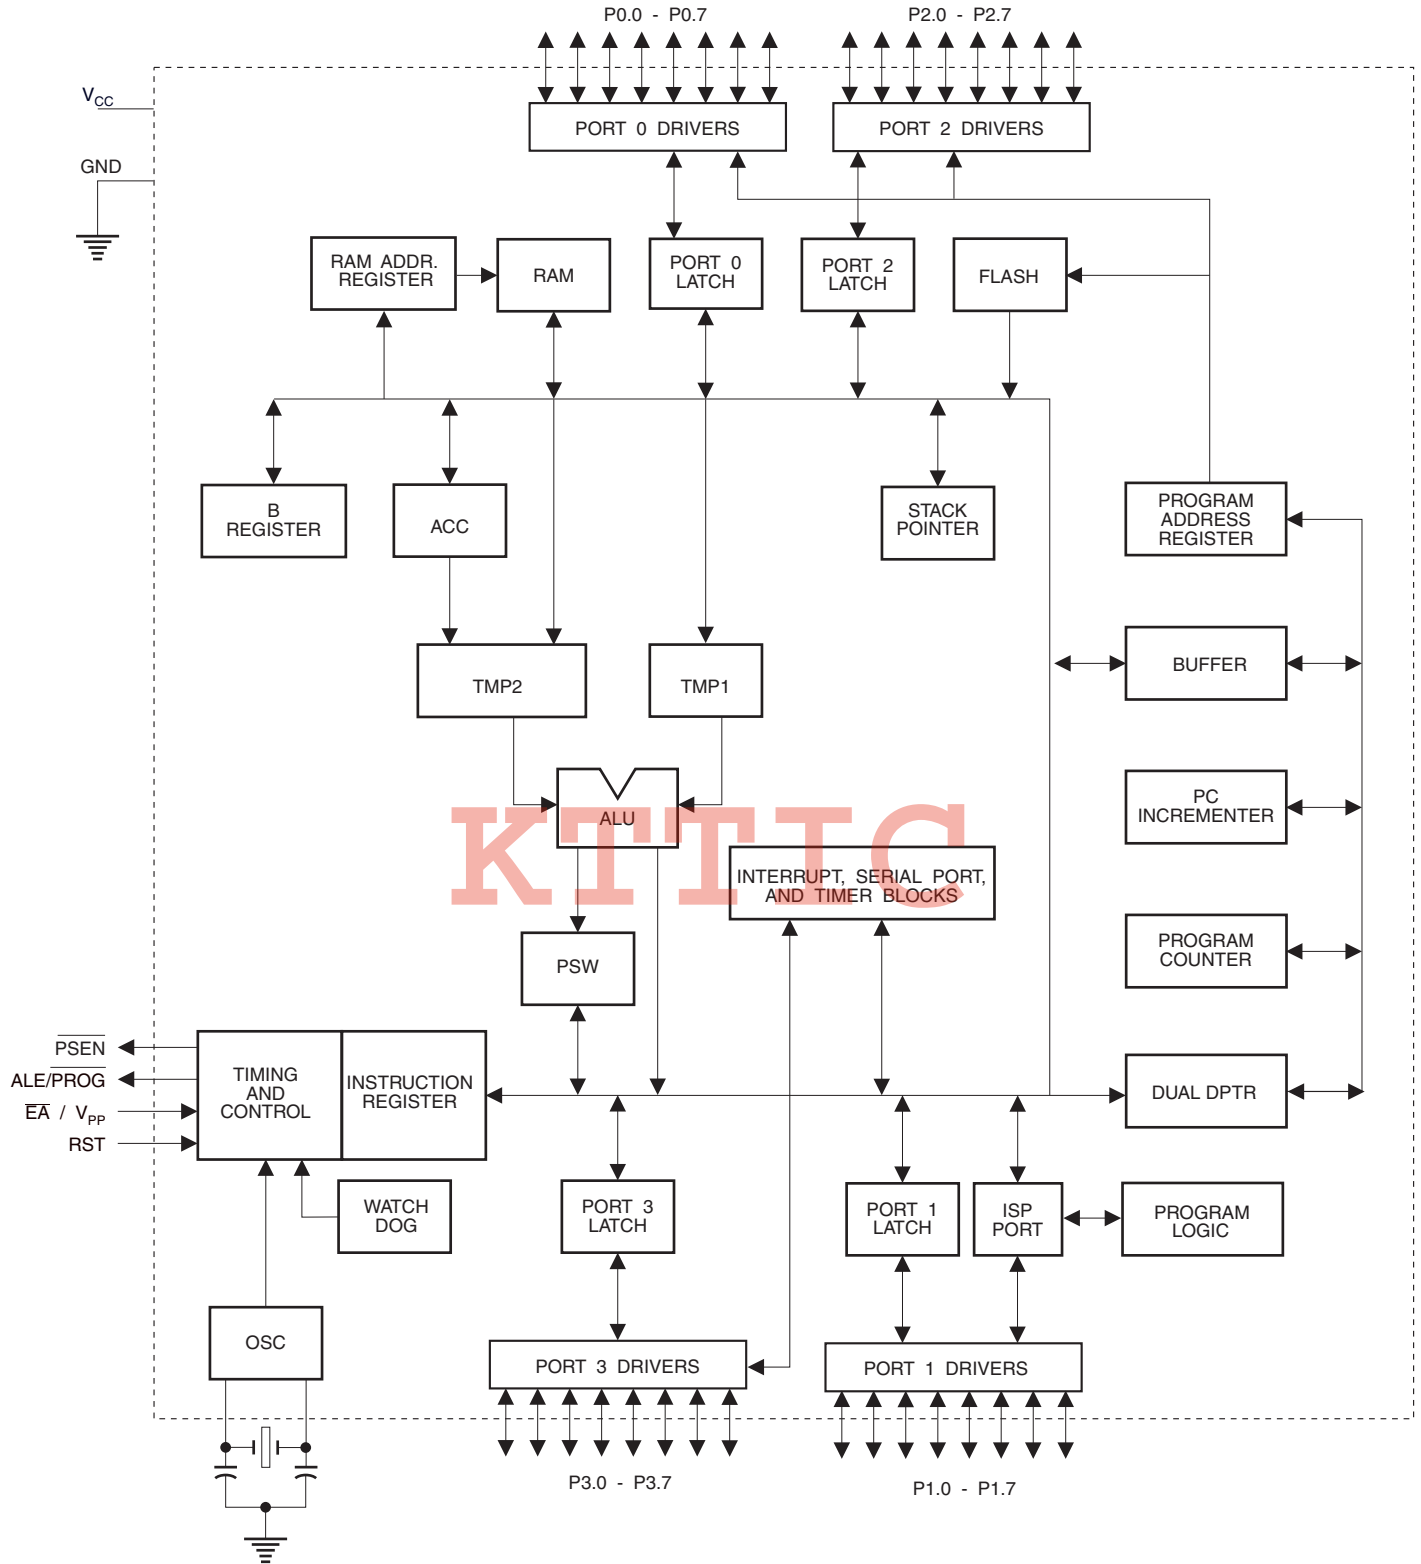 P0.0 - P0.7
P2.0 - P2.7
VCC
GND
PORT 0 DRIVERS
PORT 2 DRIVERS
RAM ADDR.
REGISTER
RAM
PORT 0
LATCH
PORT 2
LATCH
FLASH
B
REGISTER
ACC
STACK
POINTER
PROGRAM
ADDRESS
REGISTER
BUFFER
TMP2
TMP1
PC
INCREMENTER
ALU
KTTIC
INTERRUPT, SERIAL PORT,
AND TIMER BLOCKS
PROGRAM
COUNTER
PSW
PSEN
ALE/PROG
EA / VPP
RST
TIMING
AND
CONTROL
INSTRUCTION
REGISTER
DUAL DPTR
WATCH
DOG
PORT 3
LATCH
PORT 1
LATCH
ISP
PORT
PROGRAM
LOGIC
OSC
PORT 3 DRIVERS
PORT 1 DRIVERS
P3.0 - P3.7
P1.0 - P1.7